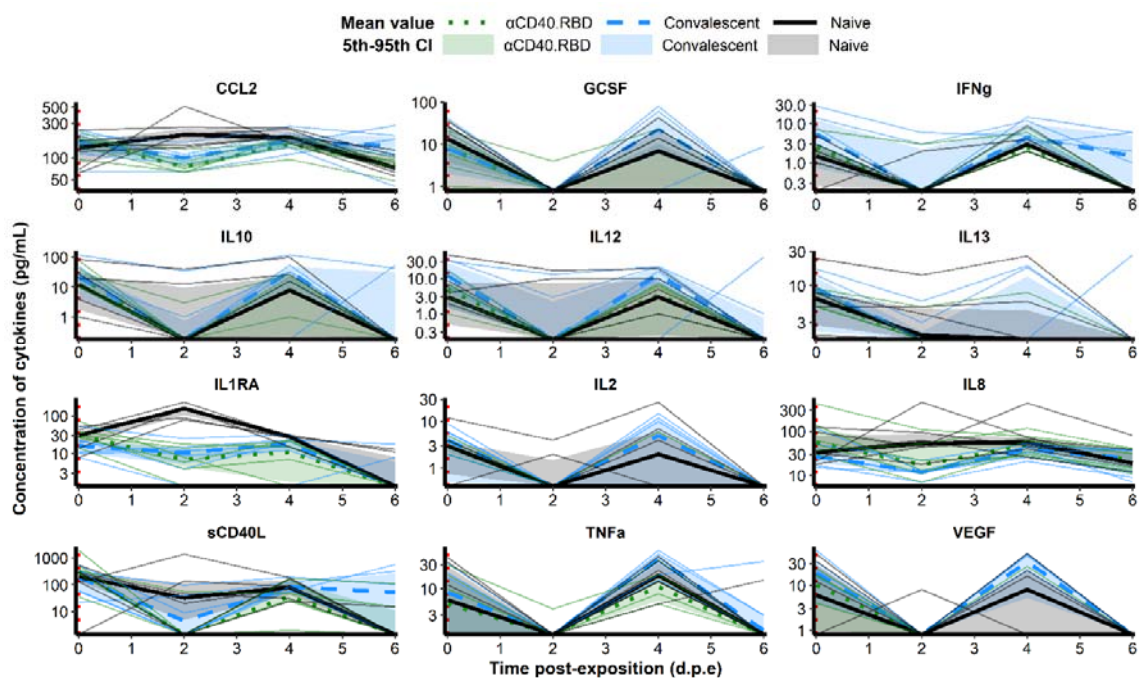 Mean value αCD40.RBD Convalescent Naive
5th-95th CI αCD40.RBD Convalescent Naive
CCL2 GCSF IFNg
500 300 100 50
100 10 1
30.0 10.0 3.0 1.0 0.3
0 1 2 3 4 5 6 0 1 2 3 4 5 6 0 1 2 3 4 5 6
IL10 IL12 IL13
100 10 1
30.0 10.0 3.0 1.0 0.3
30 10 3
0 1 2 3 4 5 6 0 1 2 3 4 5 6 0 1 2 3 4 5 6
Concentration of cytokines (pg/mL)
IL1RA IL2 IL8
100 30 10 3
30 10 3 1
300 100 30 10
0 1 2 3 4 5 6 0 1 2 3 4 5 6 0 1 2 3 4 5 6
sCD40L TNFa VEGF
1000 100 10
30 10 3
30 10 3 1
0 1 2 3 4 5 6 0 1 2 3 4 5 6 0 1 2 3 4 5 6
Time post-exposition (d.p.e)